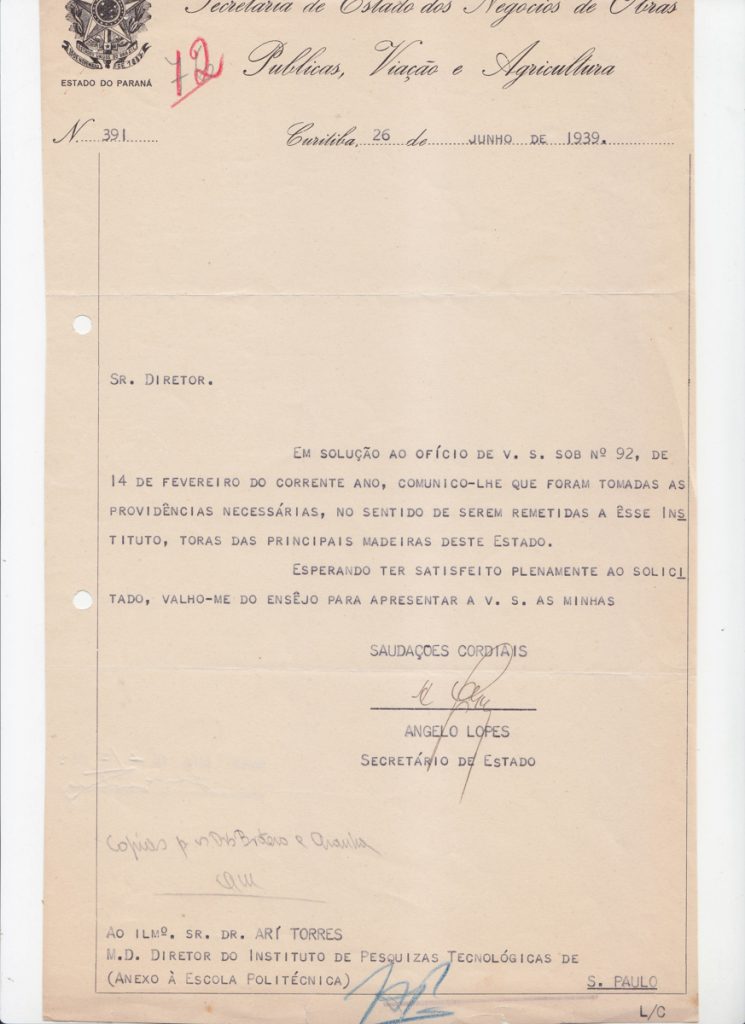 Secretaria de Estado dos Negocios de Obras
Publicas, Viação e Agricultura
ESTADO DO PARANÁ
72
N. 391
Curitiba, 26 de JUNHO DE 1939.
SR. DIRETOR.
EM SOLUÇÃO AO OFÍCIO DE V. S. SOB Nº 92, DE
14 DE FEVEREIRO DO CORRENTE ANO, COMUNICO-LHE QUE FORAM TOMADAS AS
PROVIDÊNCIAS NECESSÁRIAS, NO SENTIDO DE SEREM REMETIDAS A ÊSSE INS
TITUTO, TORAS DAS PRINCIPAIS MADEIRAS DESTE ESTADO.
ESPERANDO TER SATISFEITO PLENAMENTE AO SOLICI
TADO, VALHO-ME DO ENSÊJO PARA APRESENTAR A V. S. AS MINHAS
SAUDAÇOES CORDIAIS
ANGELO LOPES
SECRETÁRIO DE ESTADO
Copias p
AO ILMº. SR. DR. ARÍ TORRES
M.D. DIRETOR DO INSTITUTO DE PESQUIZAS TECNOLÓGICAS DE
(ANEXO À ESCOLA POLITÉCNICA) S. PAULO
L/C